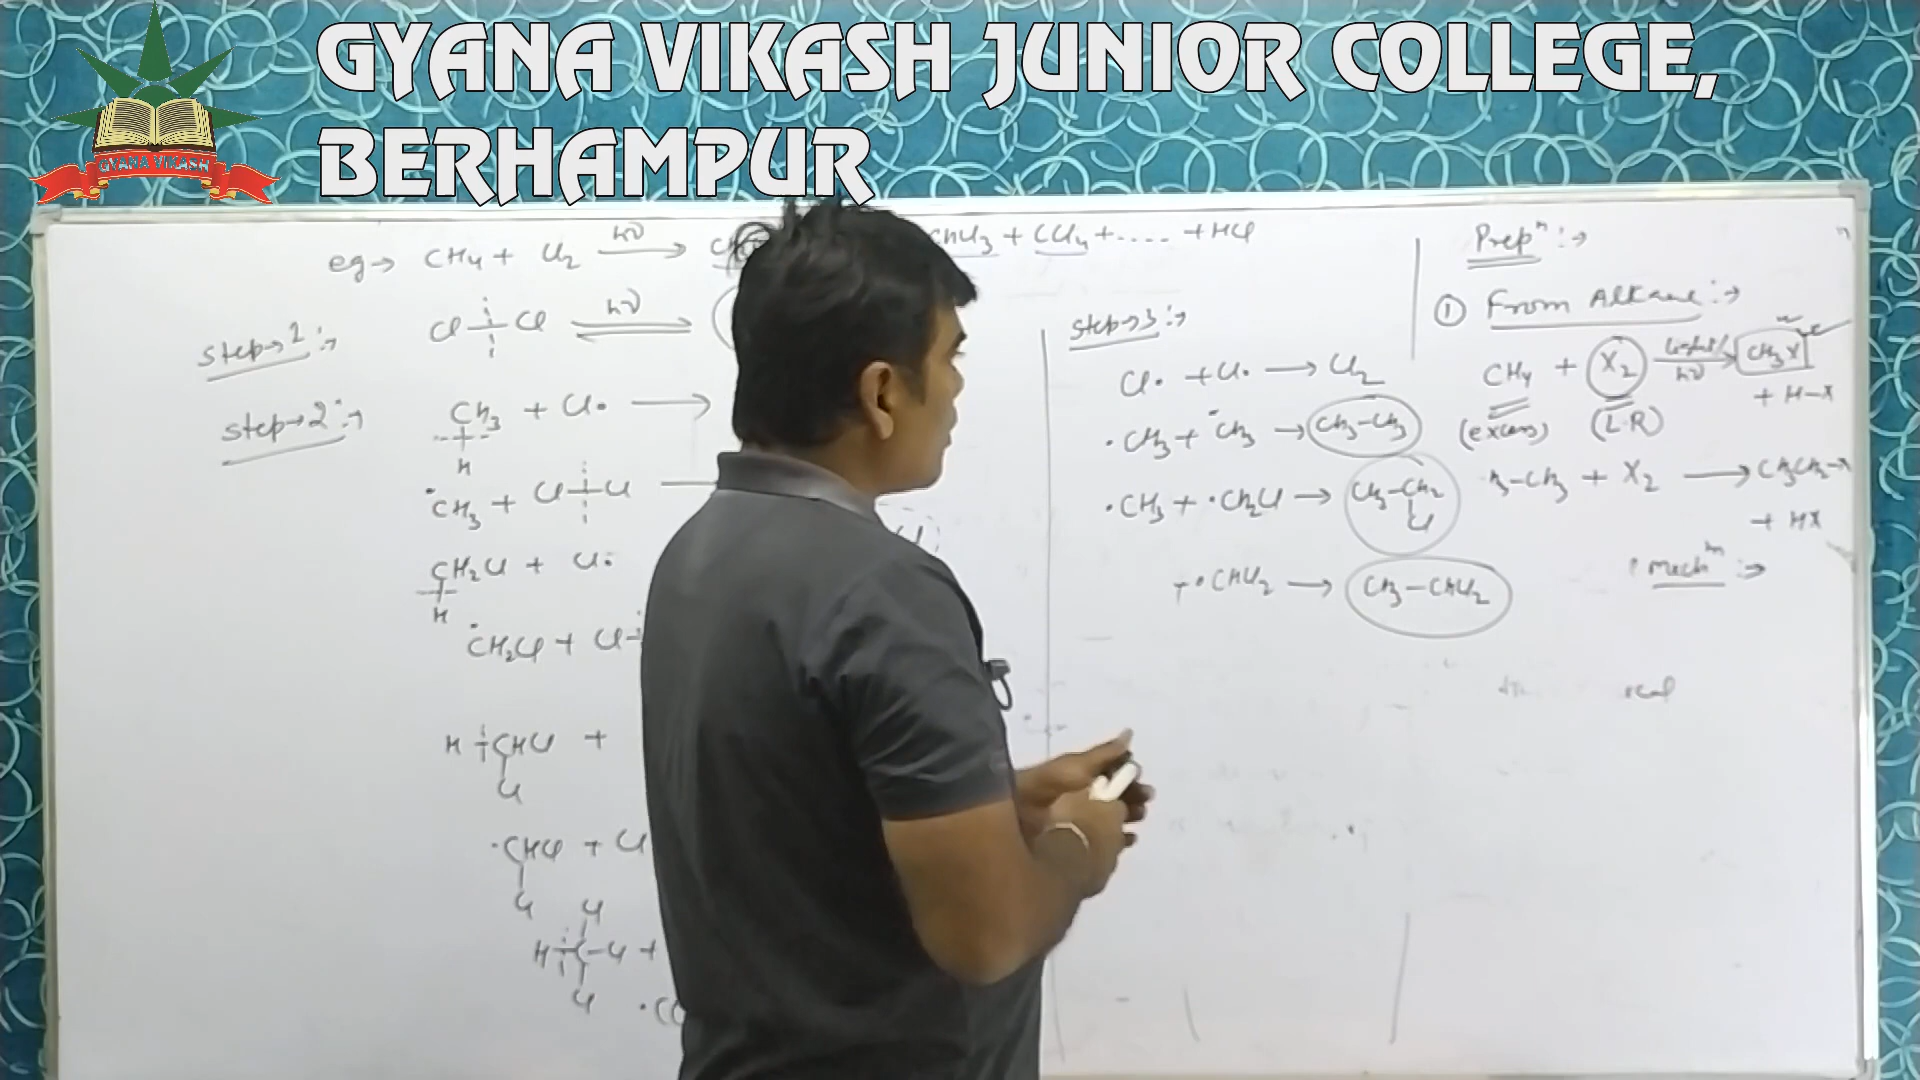 GYANA VIKASH JUNIOR COLLEGE,
BERHAMPUR
GYANA VIKASH
eg→ CH4 + Cl2 hν → CHCl3 + CCl4 + .... + HCl
Step→1:→ Cl Cl hν
Step→2:→ CH3 + Cl• →
H
•CH3 + Cl Cl →
CH2Cl + Cl•
H
•CH2Cl + Cl
H CHCl +
Cl
•CHCl + Cl
Cl
Cl
H C-Cl +
Cl
Step→3:→
Cl• + Cl• → Cl2
•CH3 + •CH3 → CH3-CH3
•CH3 + •CH2Cl → CH3-CH2
Cl
+ •CHCl2 → CH3-CHCl2
Prepⁿ:→
① From Alkane:→
CH4 + X2 light/hν → CH3X
+ H-X
(excess) (L.R)
-CH3 + X2 → CH3CH2-X
+ HX
Mechᵐ:→